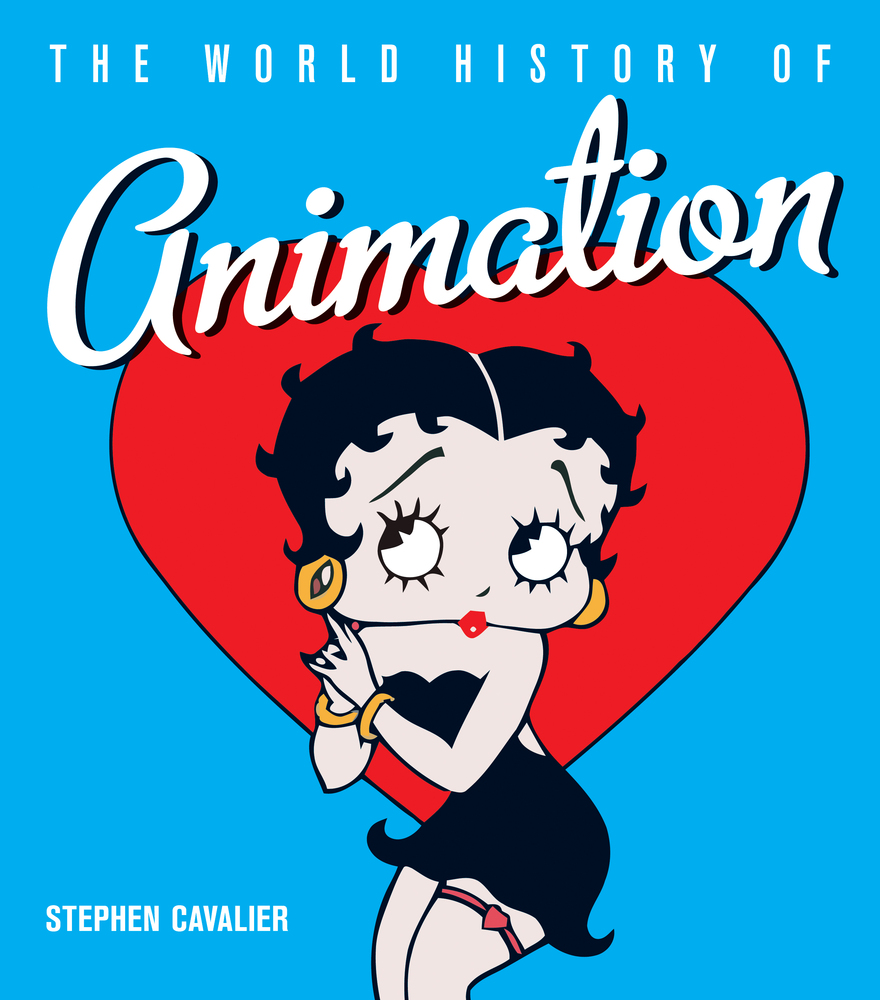 THE WORLD HISTORY OF
Animation
STEPHEN CAVALIER